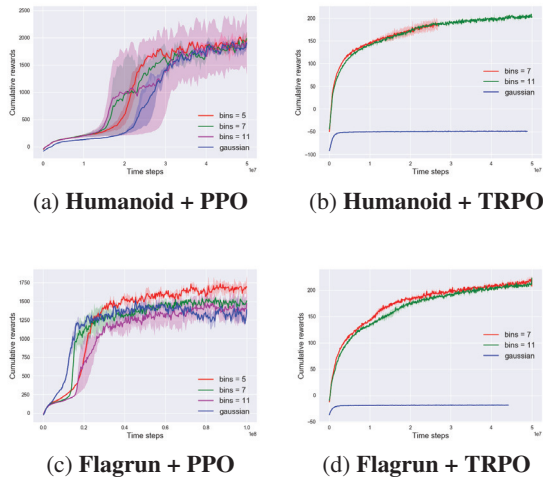 2500
2000
1500
1000
500
0
Cumulative rewards
bins = 5
bins = 7
bins = 11
gaussian
0 1 2 3 4 5
1e7
Time steps
(a) Humanoid + PPO
200
150
100
50
0
−50
−100
Cumulative rewards
bins = 7
bins = 11
gaussian
0 1 2 3 4 5
1e7
Time steps
(b) Humanoid + TRPO
1750
1500
1250
1000
750
500
250
0
Cumulative rewards
bins = 5
bins = 7
bins = 11
gaussian
0.0 0.2 0.4 0.6 0.8 1.0
1e8
Time steps
(c) Flagrun + PPO
200
150
100
50
0
−50
Cumulative rewards
bins = 7
bins = 11
gaussian
0 1 2 3 4 5
1e7
Time steps
(d) Flagrun + TRPO